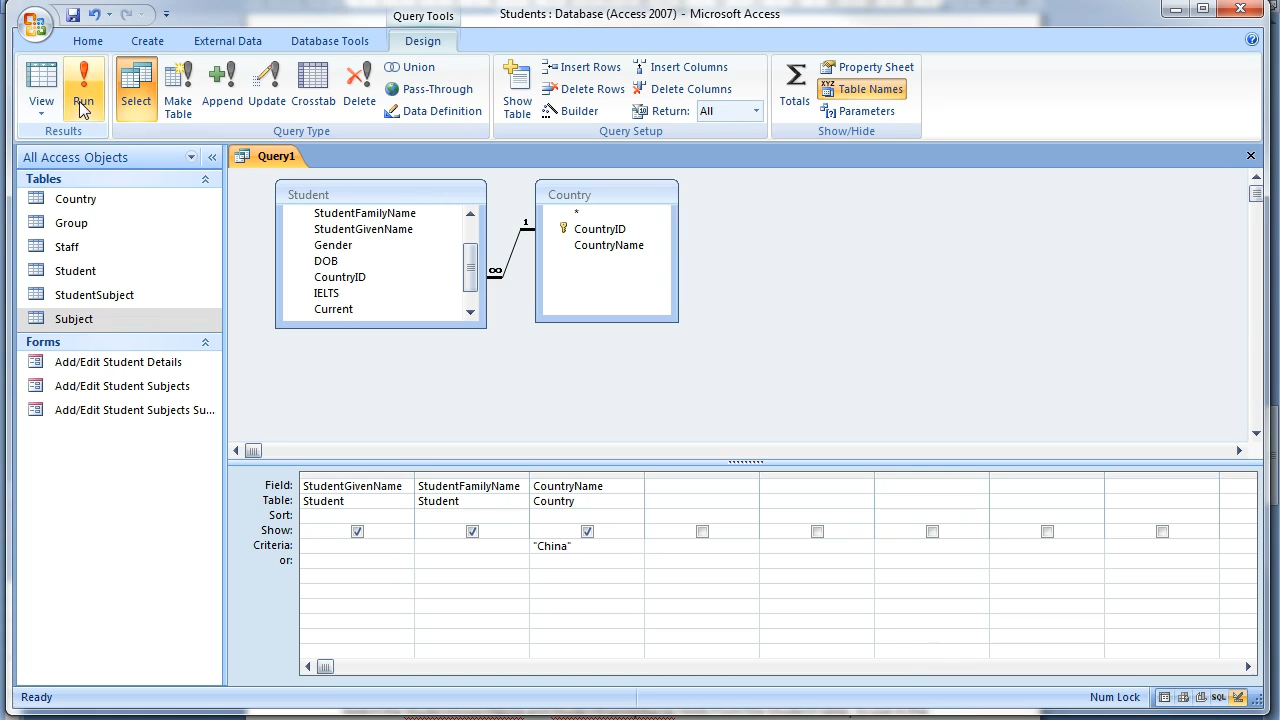 Query Tools
Students : Database (Access 2007) - Microsoft Access
Home
Create
External Data
Database Tools
Design
View
Run
Results
Select
Make Table
Append
Update
Crosstab
Delete
Union
Pass-Through
Data Definition
Query Type
Show Table
Insert Rows
Delete Rows
Builder
Insert Columns
Delete Columns
Return: All
Query Setup
Totals
Property Sheet
Table Names
Parameters
Show/Hide
All Access Objects
Tables
Country
Group
Staff
Student
StudentSubject
Subject
Forms
Add/Edit Student Details
Add/Edit Student Subjects
Add/Edit Student Subjects Su...
Query1
Student
StudentFamilyName
StudentGivenName
Gender
DOB
CountryID
IELTS
Current
∞
1
Country
*
CountryID
CountryName
Field: StudentGivenName StudentFamilyName CountryName
Table: Student Student Country
Sort:
Show:
Criteria: "China"
or:
Ready
Num Lock
SQL